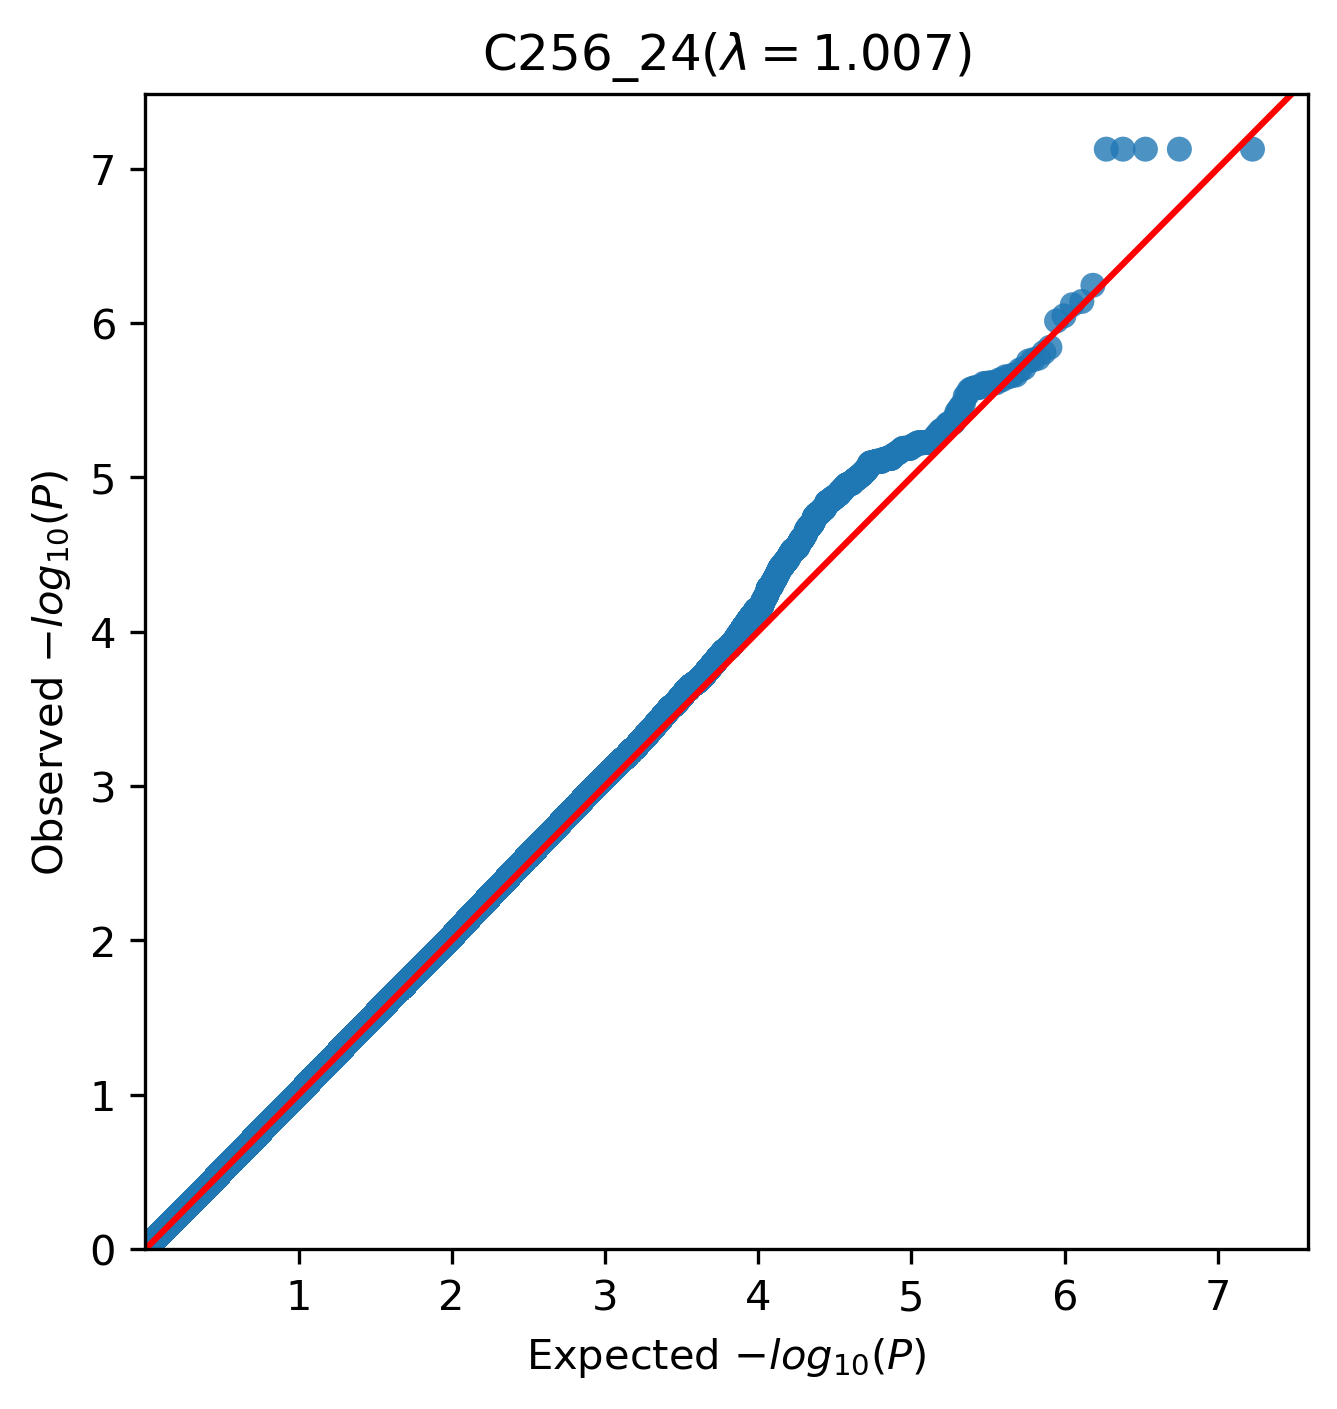 C256_24(λ = 1.007)
Observed −log₁₀(P)
7
6
5
4
3
2
1
0
1 2 3 4 5 6 7
Expected −log₁₀(P)